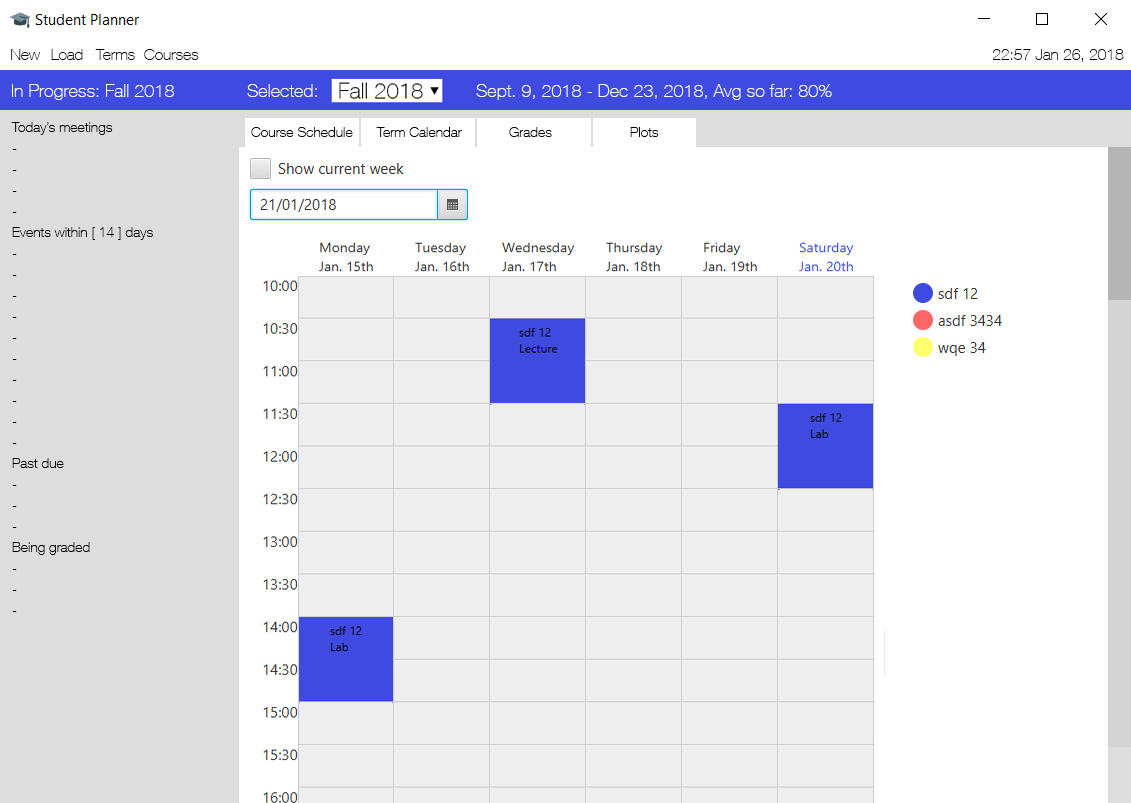 Student Planner
New Load Terms Courses 22:57 Jan 26, 2018
In Progress: Fall 2018 Selected: Fall 2018 ▾ Sept. 9, 2018 - Dec 23, 2018, Avg so far: 80%
Today's meetings
-
-
-
-
Events within [ 14 ] days
-
-
-
-
-
-
-
-
-
-
Past due
-
-
-
Being graded
-
-
-
Course Schedule Term Calendar Grades Plots
Show current week
21/01/2018
Monday Tuesday Wednesday Thursday Friday Saturday
Jan. 15th Jan. 16th Jan. 17th Jan. 18th Jan. 19th Jan. 20th
10:00
10:30
11:00
11:30
12:00
12:30
13:00
13:30
14:00
14:30
15:00
15:30
16:00
sdf 12
Lecture
sdf 12
Lab
sdf 12
Lab
sdf 12
asdf 3434
wqe 34